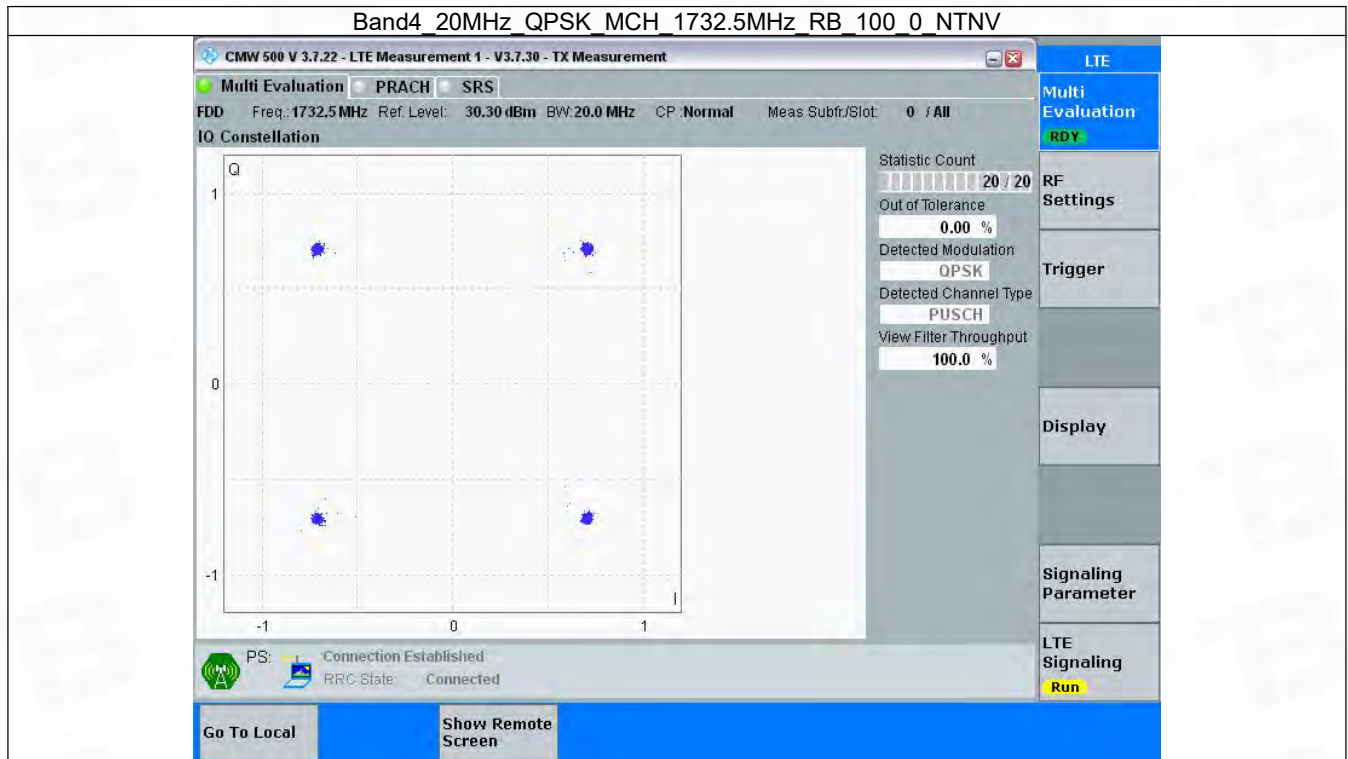 Band4_20MHz_QPSK_MCH_1732.5MHz_RB_100_0_NTNV
CMW 500 V 3.7.22 - LTE Measurement 1 - V3.7.30 - TX Measurement
LTE
Multi Evaluation PRACH SRS
Multi
Evaluation
RDY
FDD Freq.: 1732.5 MHz Ref. Level: 30.30 dBm BW: 20.0 MHz CP :Normal Meas Subfr./Slot: 0 / All
IQ Constellation
Q
1
0
-1
I
-1 0 1
Statistic Count
20 / 20
Out of Tolerance
0.00 %
Detected Modulation
QPSK
Detected Channel Type
PUSCH
View Filter Throughput
100.0 %
RF
Settings
Trigger
Display
Signaling
Parameter
LTE
Signaling
Run
PS: Connection Established
RRC State: Connected
Go To Local
Show Remote
Screen